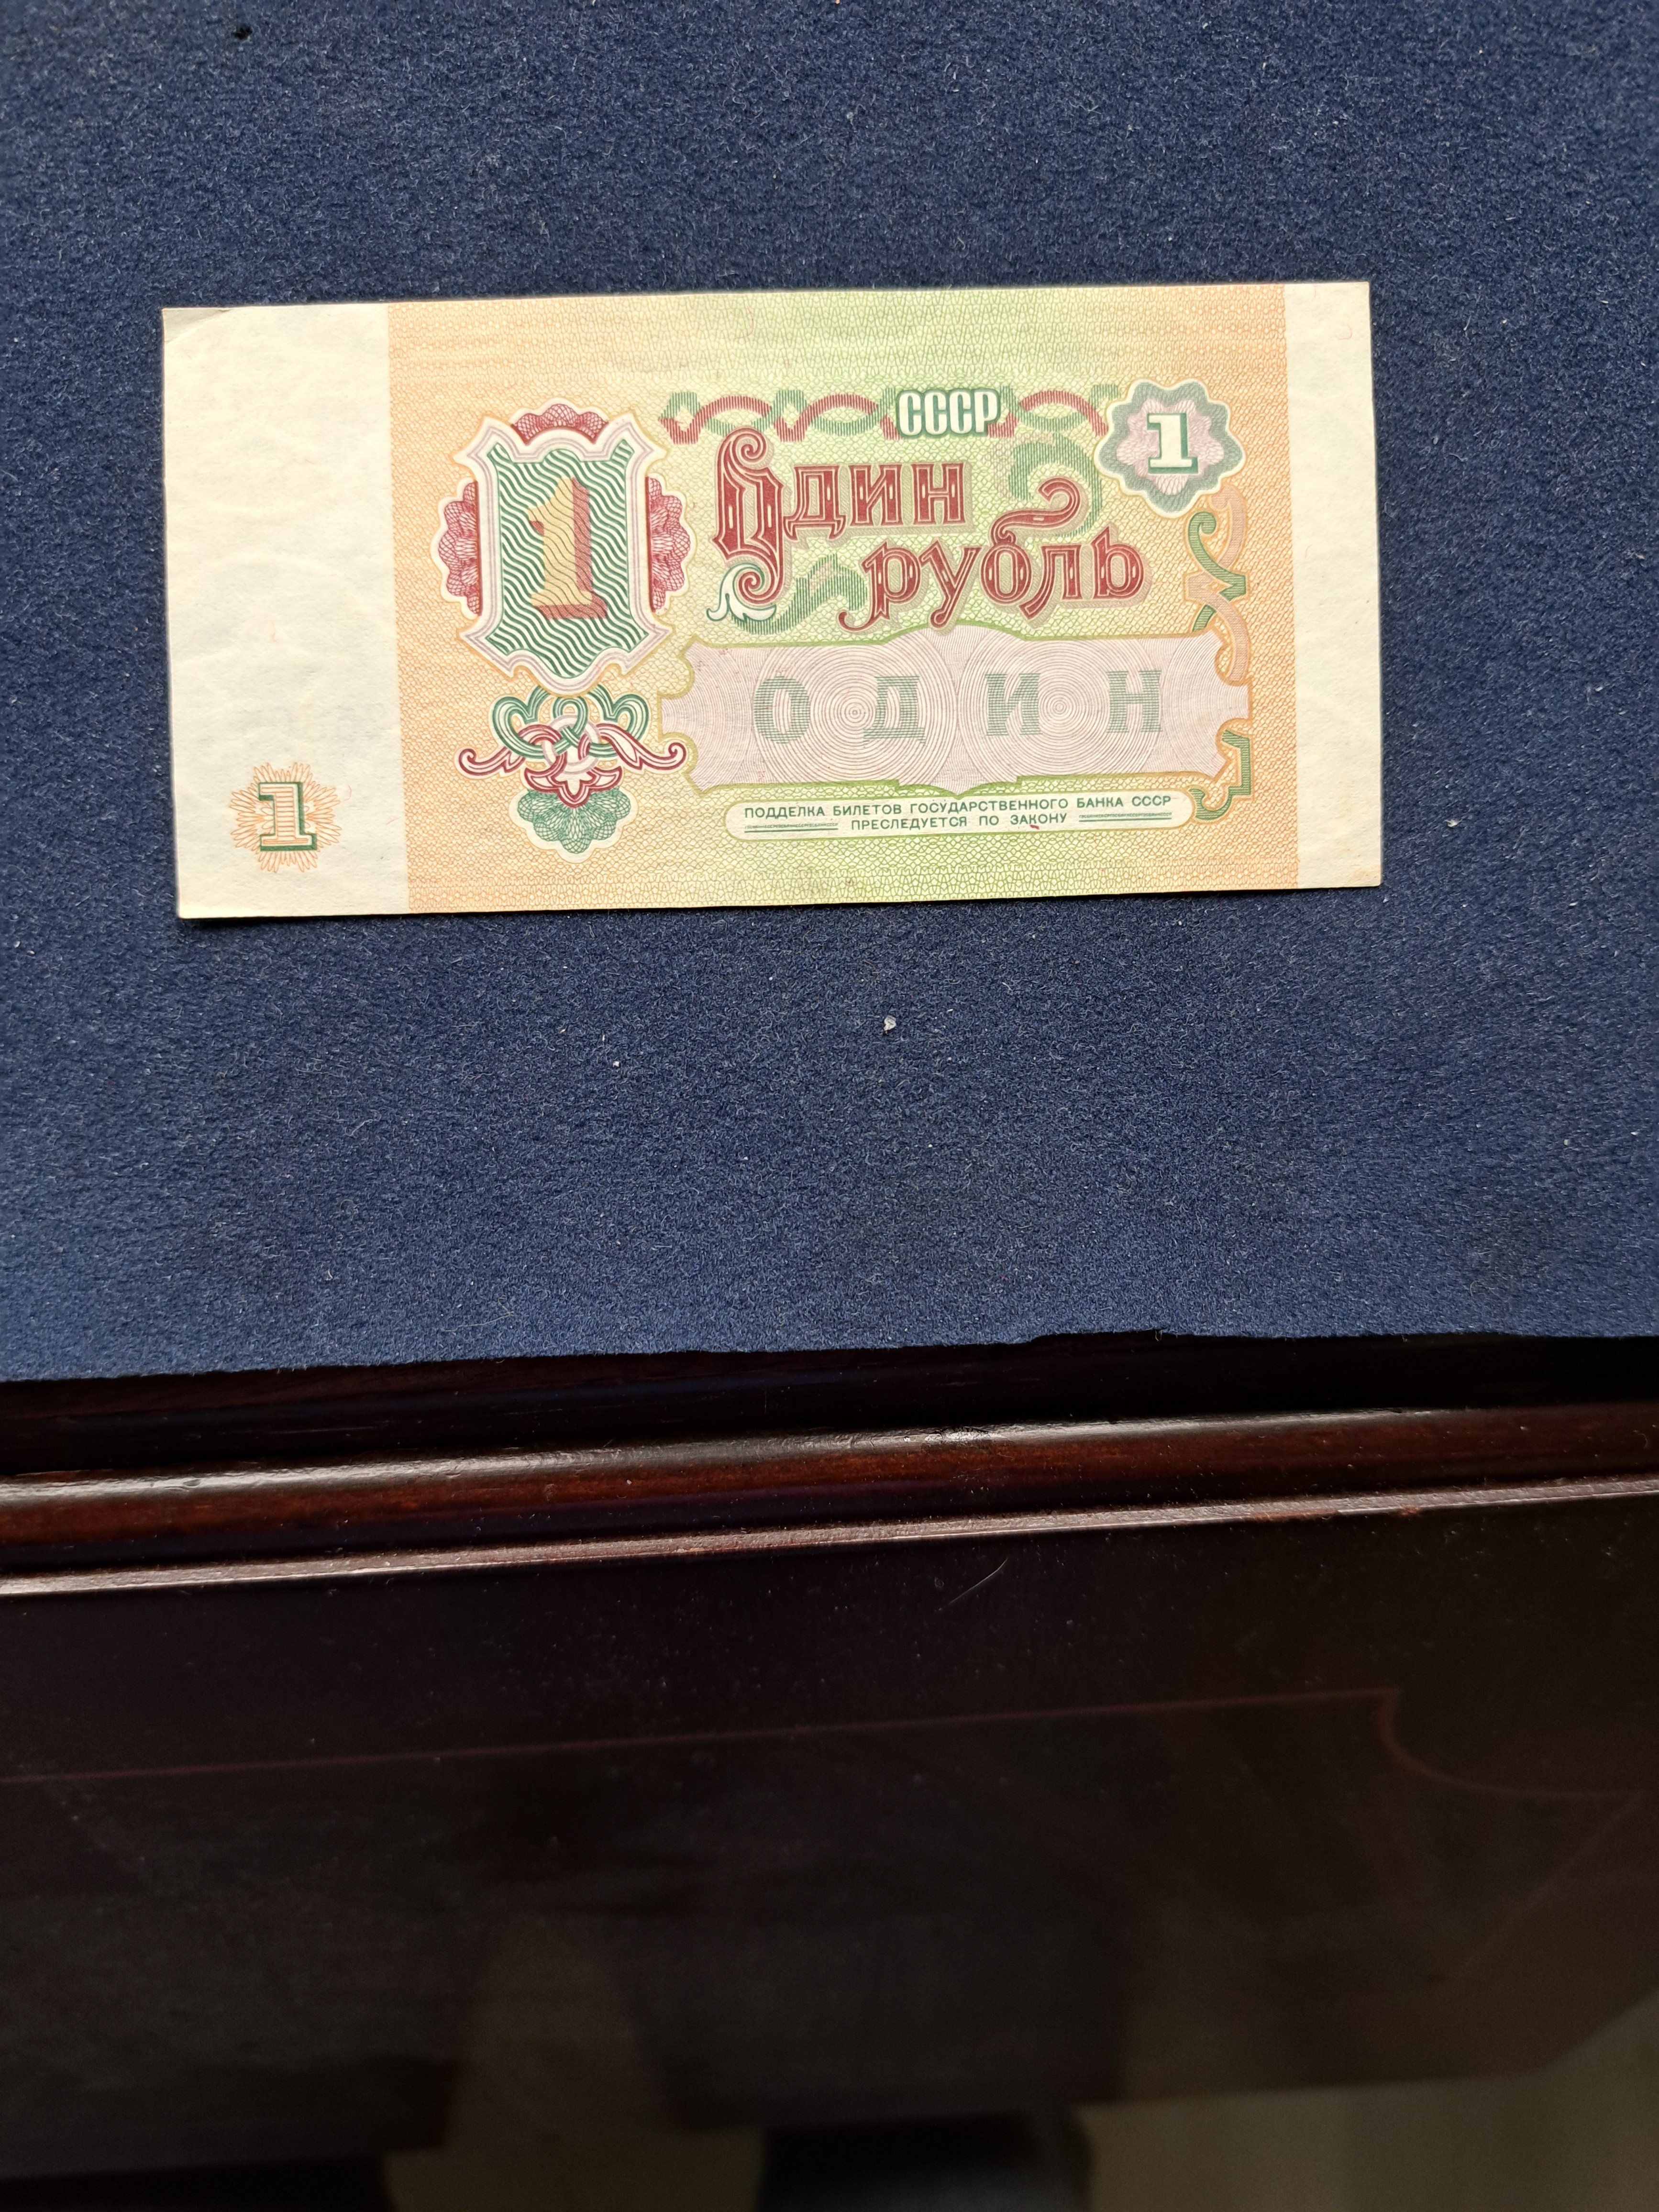 СССР
1
1
Один
рубль
ОДИН
1
ПОДДЕЛКА БИЛЕТОВ ГОСУДАРСТВЕННОГО БАНКА СССР
ПРЕСЛЕДУЕТСЯ ПО ЗАКОНУ